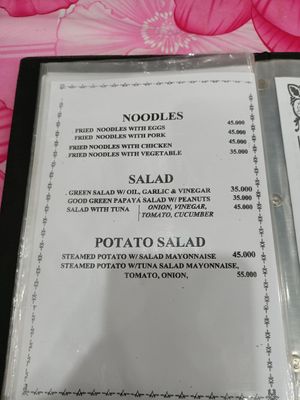 NOODLES
FRIED NOODLES WITH EGGS 45.000
FRIED NOODLES WITH PORK 45.000
FRIED NOODLES WITH CHICKEN 45.000
FRIED NOODLES WITH VEGETABLE 35.000
SALAD
. GREEN SALAD W/ OIL, GARLIC & VINEGAR 35.000
GOOD GREEN PAPAYA SALAD W/ PEANUTS 35.000
SALAD WITH TUNA ONION, VINEGAR, 45.000
TOMATO, CUCUMBER
POTATO SALAD
STEAMED POTATO W/ SALAD MAYONNAISE 45.000
STEAMED POTATO W/TUNA SALAD MAYONNAISE,
TOMATO, ONION, 55.000